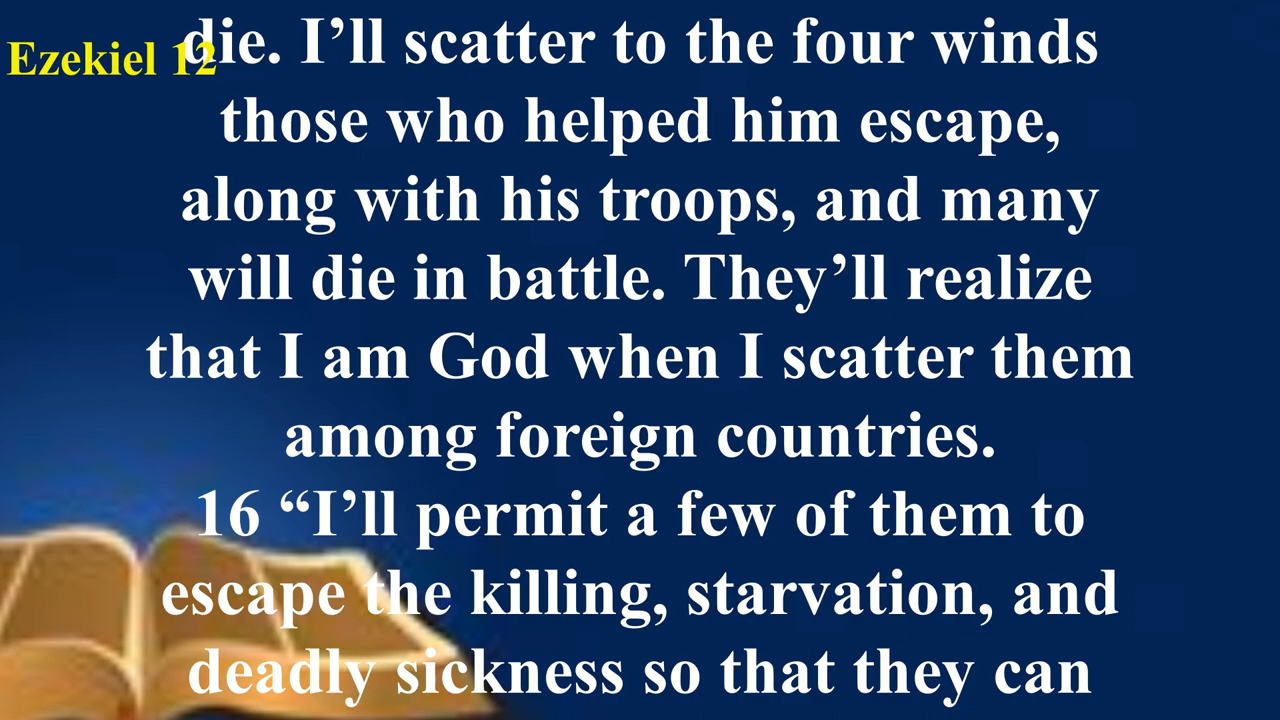 Ezekiel 12
die. I’ll scatter to the four winds
those who helped him escape,
along with his troops, and many
will die in battle. They’ll realize
that I am God when I scatter them
among foreign countries.
16 “I’ll permit a few of them to
escape the killing, starvation, and
deadly sickness so that they can